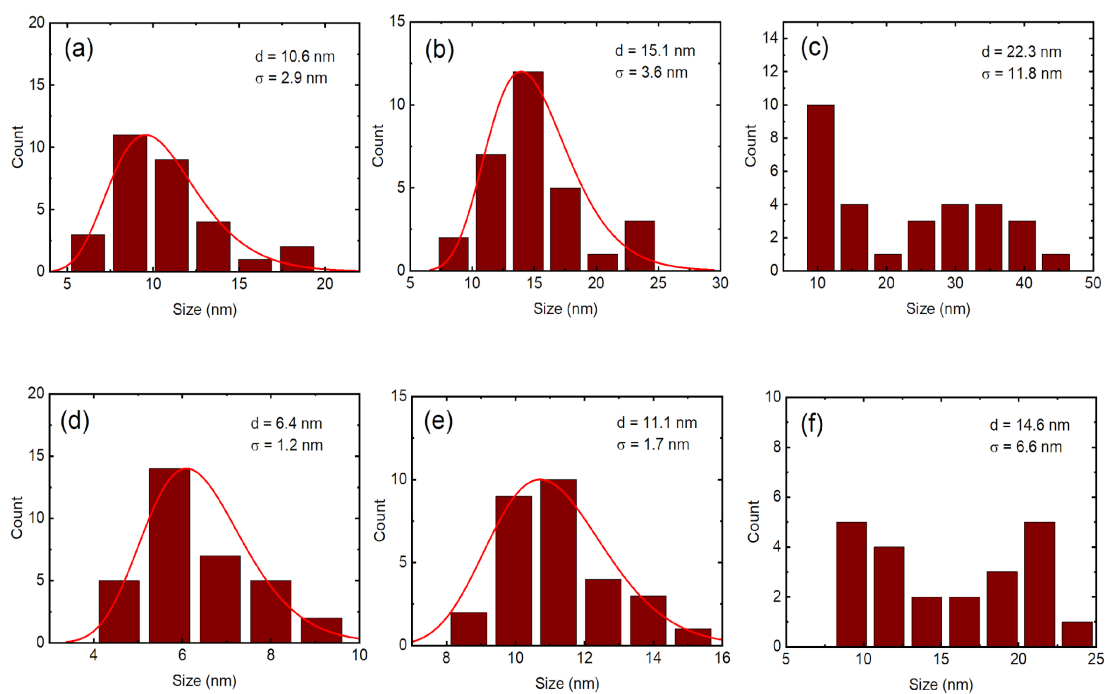 (a)
d = 10.6 nm
σ = 2.9 nm
20
15
10
5
0
Count
5 10 15 20
Size (nm)
(b)
d = 15.1 nm
σ = 3.6 nm
15
10
5
0
Count
5 10 15 20 25 30
Size (nm)
(c)
d = 22.3 nm
σ = 11.8 nm
14
12
10
8
6
4
2
0
Count
10 20 30 40 50
Size (nm)
(d)
d = 6.4 nm
σ = 1.2 nm
20
15
10
5
0
Count
4 6 8 10
Size (nm)
(e)
d = 11.1 nm
σ = 1.7 nm
15
10
5
0
Count
8 10 12 14 16
Size (nm)
(f)
d = 14.6 nm
σ = 6.6 nm
10
8
6
4
2
0
Count
5 10 15 20 25
Size (nm)